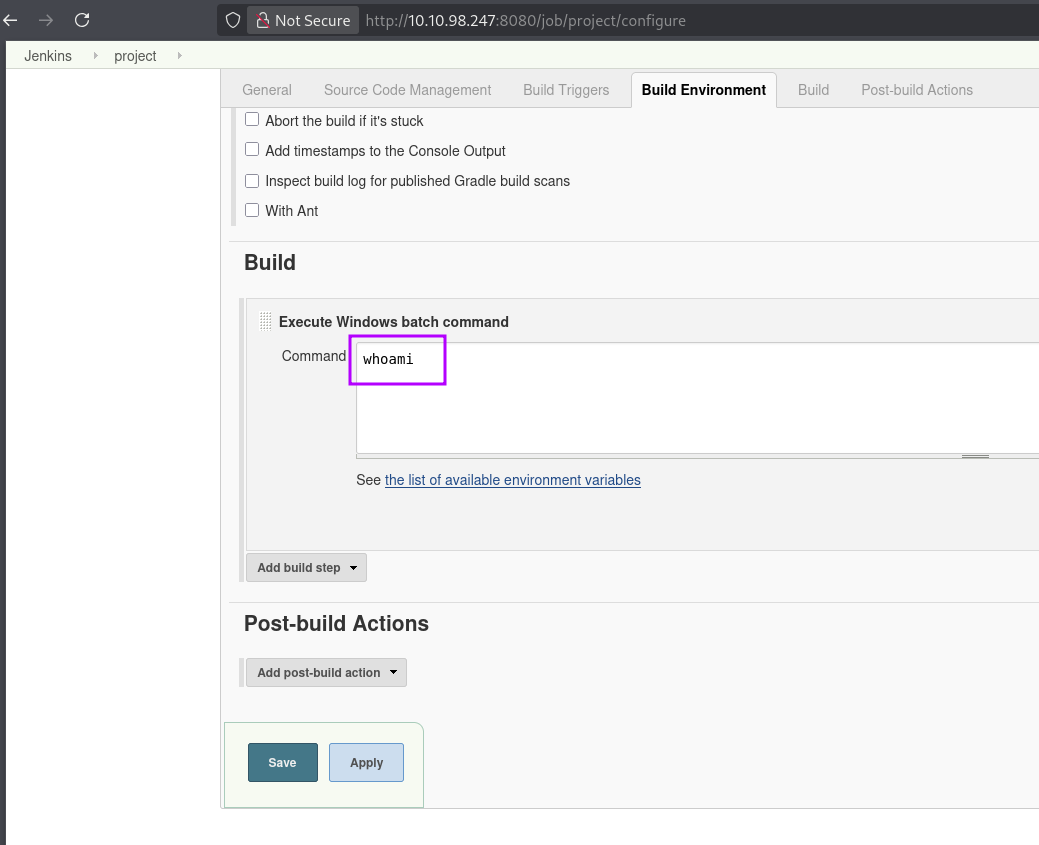 Not Secure http://10.10.98.247:8080/job/project/configure
Jenkins project
General Source Code Management Build Triggers Build Environment Build Post-build Actions
Abort the build if it's stuck
Add timestamps to the Console Output
Inspect build log for published Gradle build scans
With Ant
Build
Execute Windows batch command
Command whoami
See the list of available environment variables
Add build step
Post-build Actions
Add post-build action
Save Apply